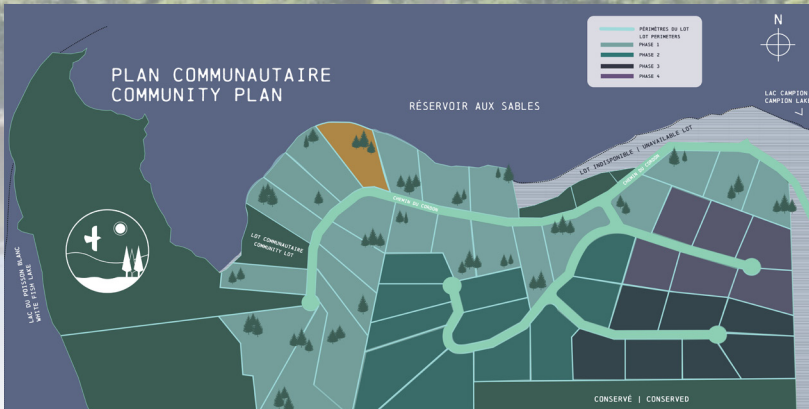 PLAN COMMUNAUTAIRE
COMMUNITY PLAN
RÉSERVOIR AUX SABLES
PÉRIMÈTRES DU LOT
LOT PERIMETERS
PHASE 1
PHASE 2
PHASE 3
PHASE 4
N
LAC CAMPION
CAMPION LAKE
LOT INDISPONIBLE | UNAVAILABLE LOT
CHEMIN DU CORDON
CHEMIN DU CORDON
LOT COMMUNAUTAIRE
COMMUNITY LOT
LAC DU POISSON BLANC
WHITE FISH LAKE
CONSERVÉ | CONSERVED